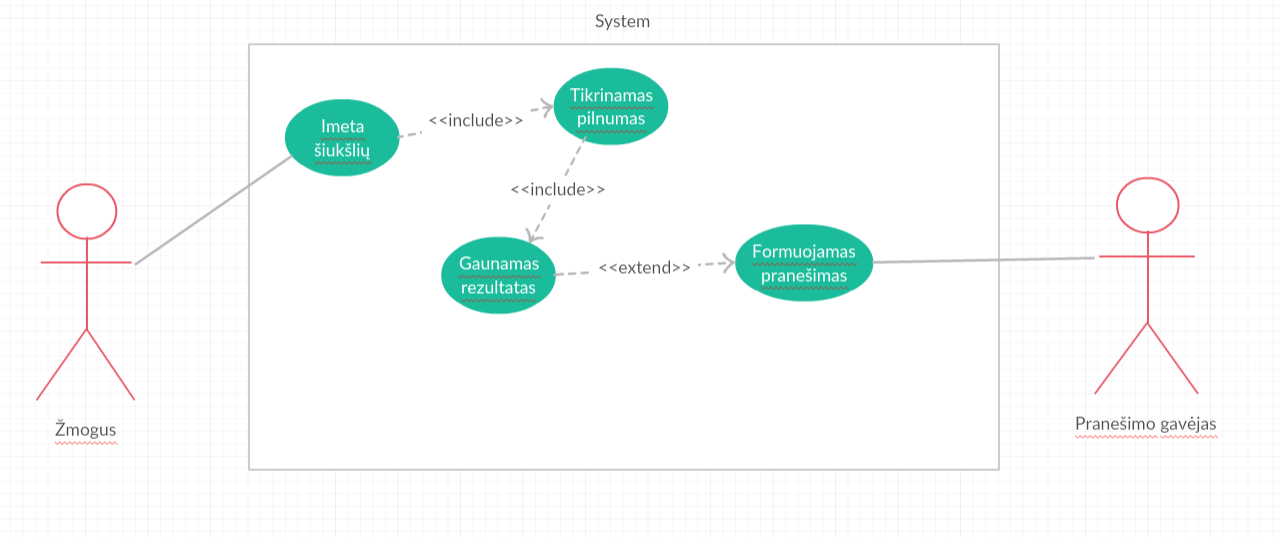 System
Imeta
šiukšlių
<<include>>
Tikrinamas
pilnumas
<<include>>
Gaunamas
rezultatas
<<extend>>
Formuojamas
pranešimas
Žmogus
Pranešimo gavėjas